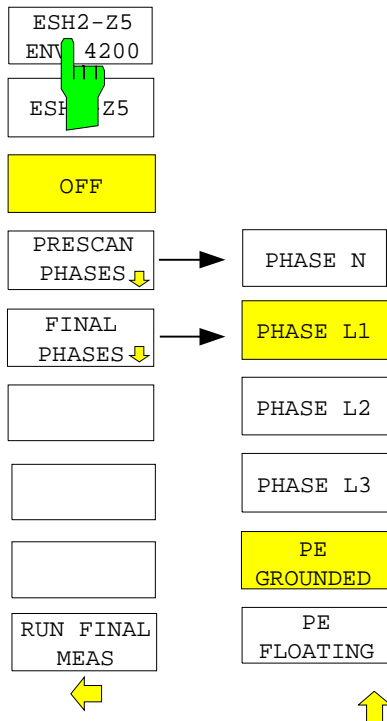 ESH2-Z5
4200
Z5
OFF
PRESCAN
PHASES
FINAL
PHASES
RUN FINAL
MEAS
PHASE N
PHASE L1
PHASE L2
PHASE L3
PE
GROUNDED
PE
FLOATING